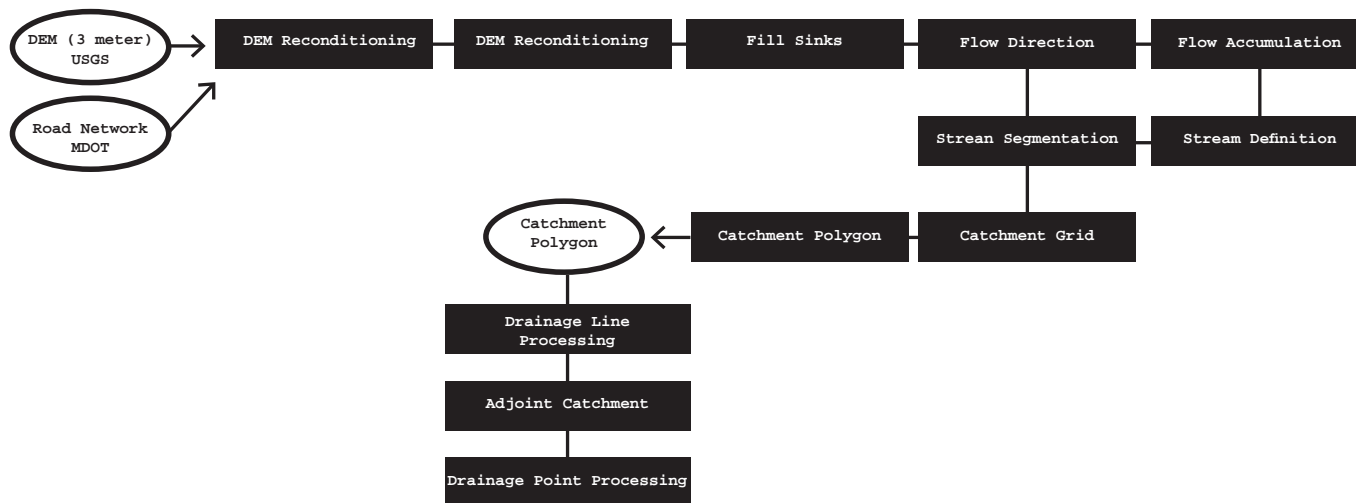 DEM (3 meter)
USGS
DEM Reconditioning
DEM Reconditioning
Fill Sinks
Flow Direction
Flow Accumulation
Road Network
MDOT
Strean Segmentation
Stream Definition
Catchment
Polygon
Catchment Polygon
Catchment Grid
Drainage Line
Processing
Adjoint Catchment
Drainage Point Processing